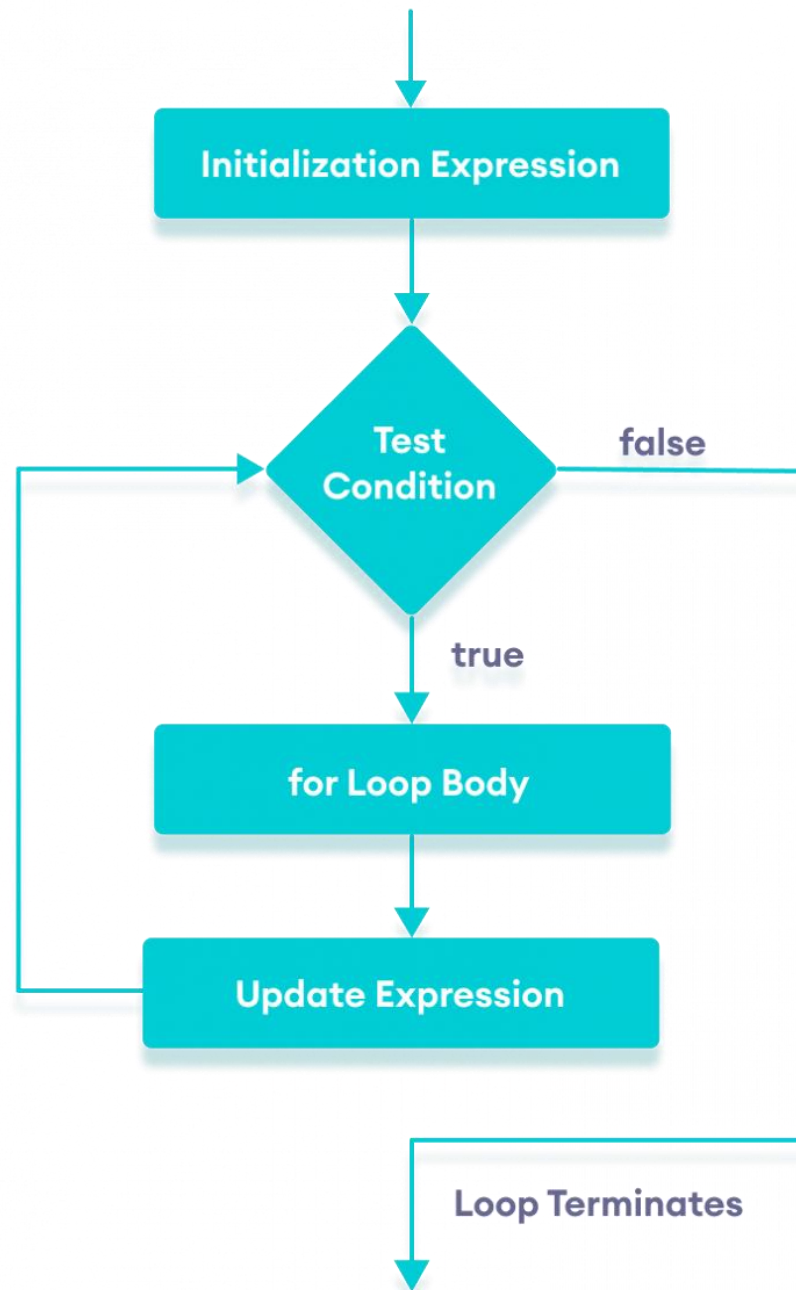 Initialization Expression
Test
Condition
false
true
for Loop Body
Update Expression
Loop Terminates